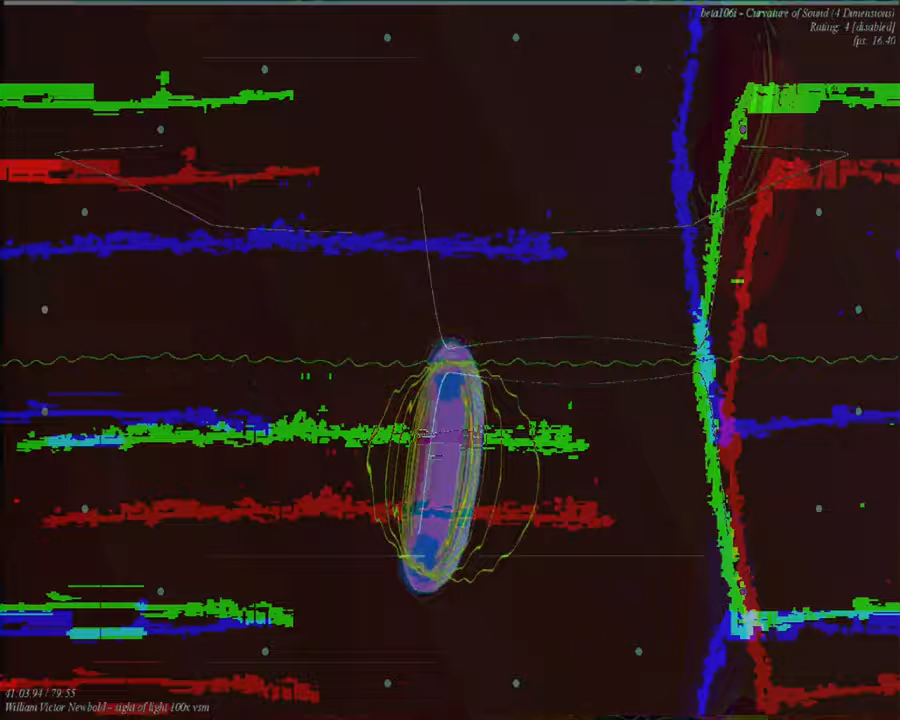 beta106i - Curvature of Sound (4 Dimensions)
Rating: 4 [disabled]
fps: 16.40
41:03.94 / 79:55
William Victor Newbold - sight of light 100x vsm